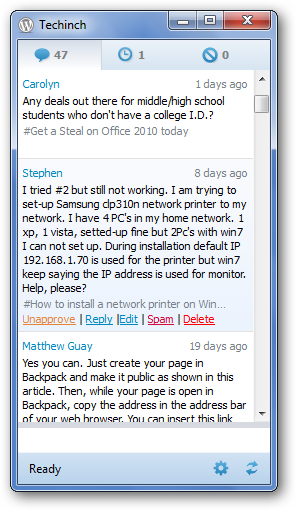 Techinch
47
1
0
Carolyn 1 days ago
Any deals out there for middle/high school
students who don't have a college I.D.?
#Get a Steal on Office 2010 today
Stephen 8 days ago
I tried #2 but still not working. I am trying to
set-up Samsung clp310n network printer to my
network. I have 4 PC's in my home network. 1
xp, 1 vista, setted-up fine but 2Pcs with win7
I can not set up. During installation default IP
192.168.1.70 is used for the printer but win7
keep saying the IP address is used for monitor.
Help, please?
#How to install a network printer on Win...
Unapprove | Reply |Edit | Spam | Delete
Matthew Guay 19 days ago
Yes you can. Just create your page in
Backpack and make it public as shown in this
article. Then, while your page is open in
Backpack, copy the address in the address bar
of your web browser. You can insert this link
Ready